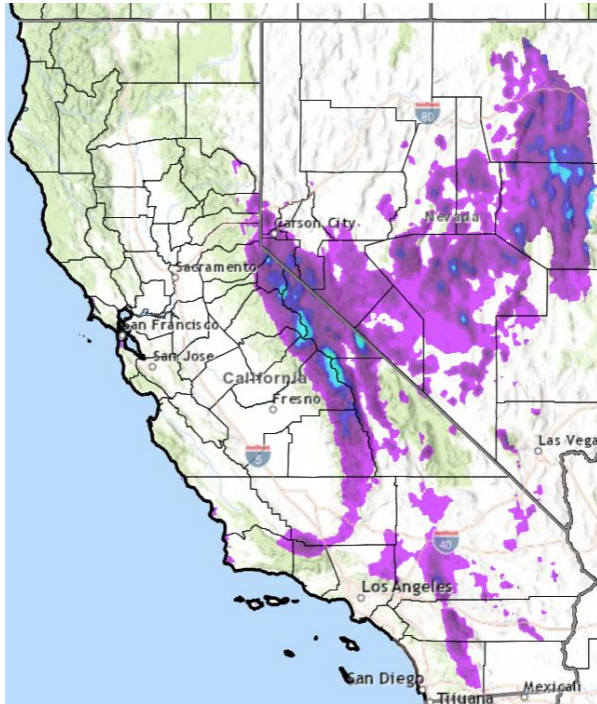 80
Carson City
Nevada
Sacramento
San Francisco
San Jose
California
Fresno
5
Las Vega
40
Los Angeles
San Diego
Tijuana
Mexicali